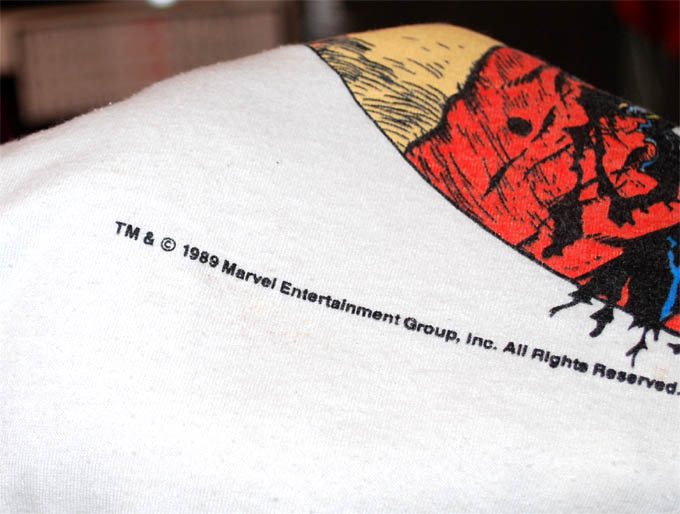 TM & © 1989 Marvel Entertainment Group, Inc. All Rights Reserved.